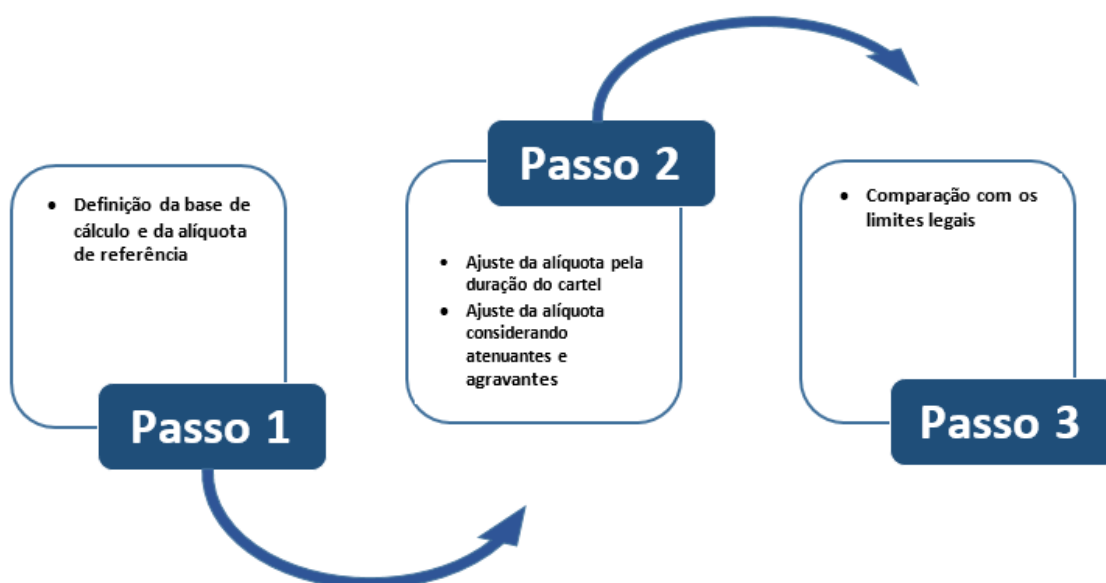 • Definição da base de
cálculo e da alíquota
de referência
Passo 1
Passo 2
• Ajuste da alíquota pela
duração do cartel
• Ajuste da alíquota
considerando
atenuantes e
agravantes
• Comparação com os
limites legais
Passo 3